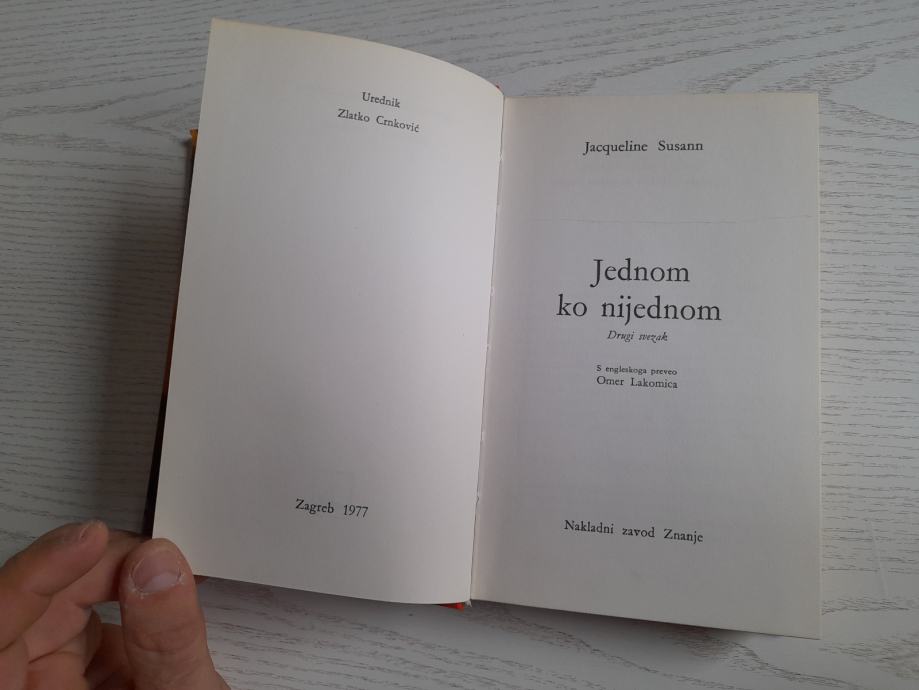 Urednik
Zlatko Crnković
Zagreb 1977
Jacqueline Susann
Jednom
ko nijednom
Drugi svezak
S engleskoga preveo
Omer Lakomica
Nakladni zavod Znanje